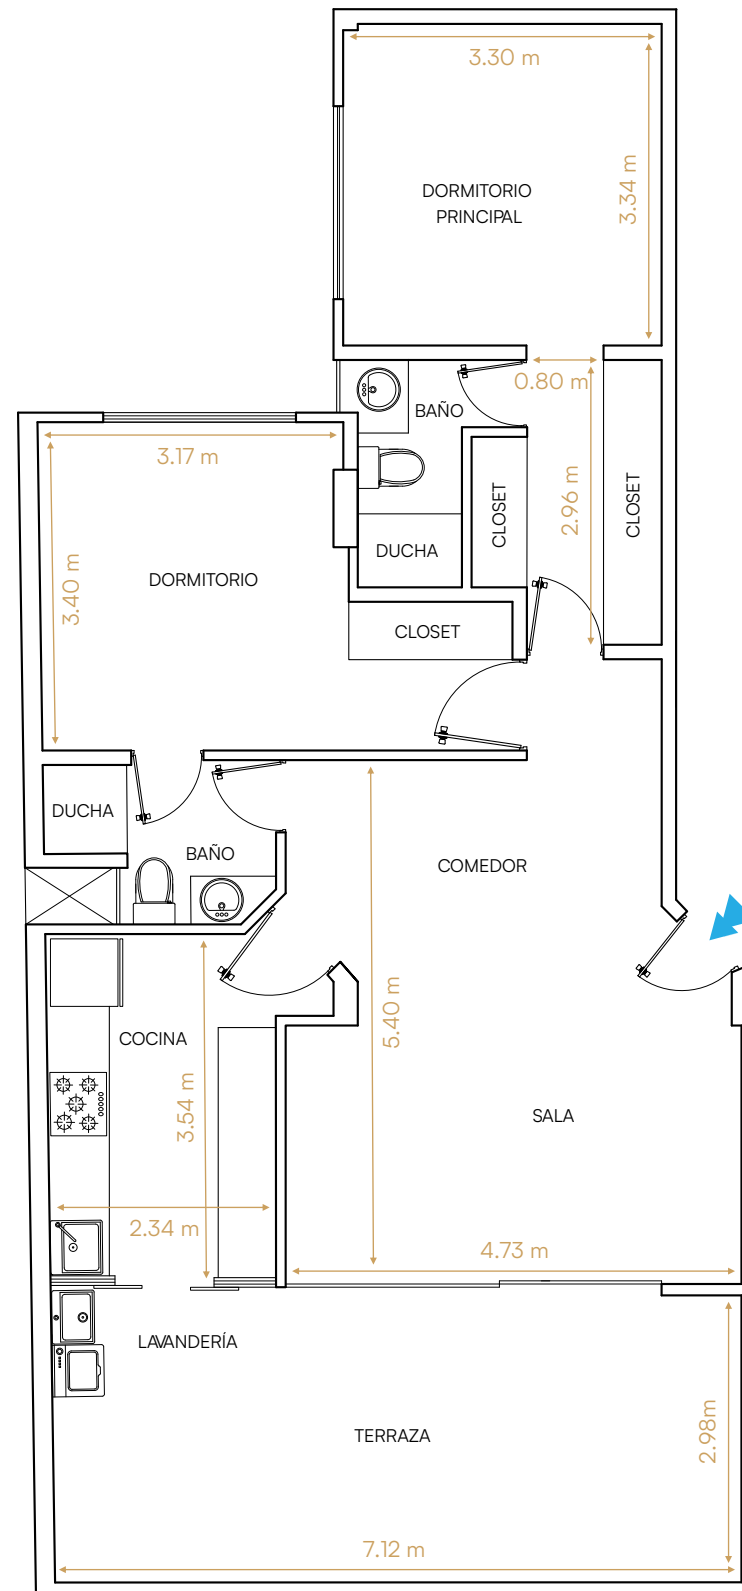 3.30 m
DORMITORIO
PRINCIPAL
3.34 m
0.80 m
BAÑO
CLOSET
2.96 m
CLOSET
3.17 m
3.40 m
DORMITORIO
DUCHA
CLOSET
DUCHA
BAÑO
COMEDOR
5.40 m
COCINA
3.54 m
SALA
2.34 m
4.73 m
LAVANDERÍA
TERRAZA
2.98m
7.12 m